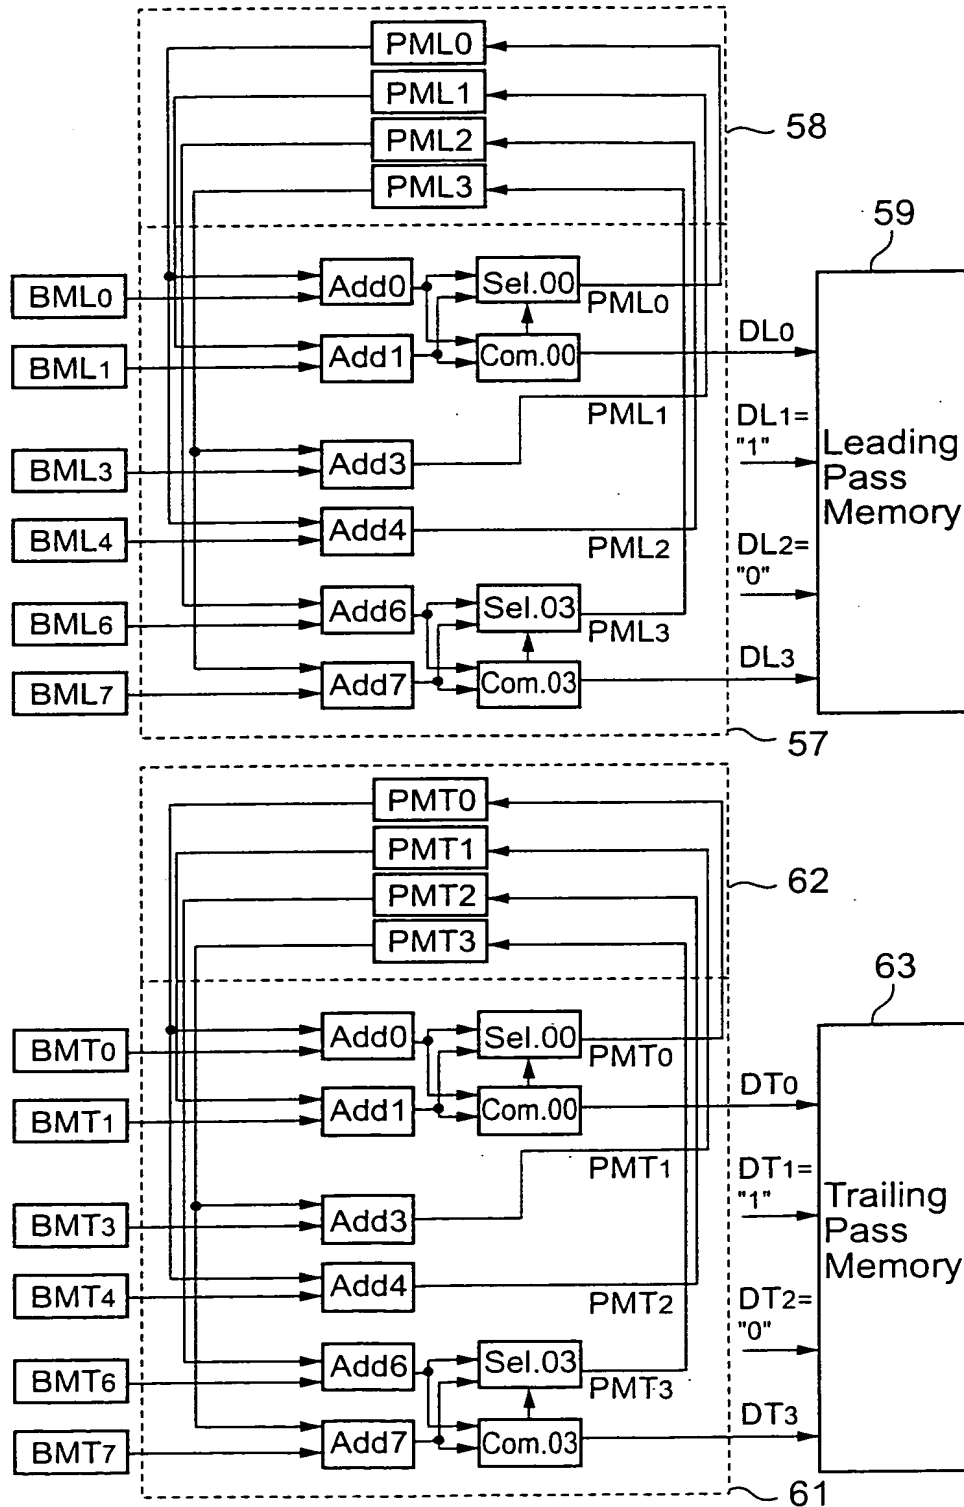 PML0
PML1
PML2
PML3
58
59
BML0
Add0
Sel.00
PML0
BML1
Add1
Com.00
DL0
PML1
DL1=
"1"
BML3
Add3
Leading
Pass
Memory
BML4
Add4
PML2
DL2=
"0"
BML6
Add6
Sel.03
PML3
BML7
Add7
Com.03
DL3
57
PMT0
PMT1
PMT2
PMT3
62
63
BMT0
Add0
Sel.00
PMT0
BMT1
Add1
Com.00
DT0
PMT1
DT1=
"1"
BMT3
Add3
Trailing
Pass
Memory
BMT4
Add4
PMT2
DT2=
"0"
BMT6
Add6
Sel.03
PMT3
BMT7
Add7
Com.03
DT3
61